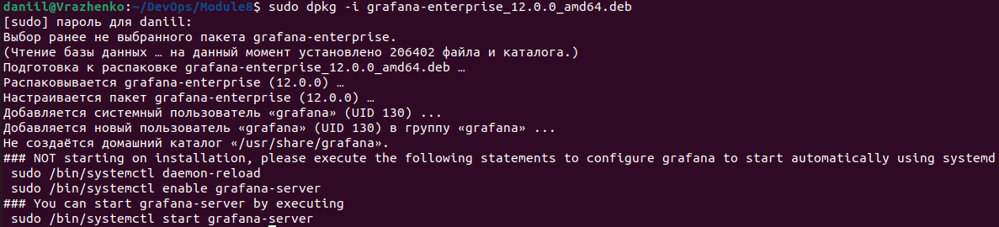 daniil@Vrazhenko:~/DevOps/Module8$ sudo dpkg -i grafana-enterprise_12.0.0_amd64.deb
[sudo] пароль для daniil:
Выбор ранее не выбранного пакета grafana-enterprise.
(Чтение базы данных … на данный момент установлено 206402 файла и каталога.)
Подготовка к распаковке grafana-enterprise_12.0.0_amd64.deb …
Распаковывается grafana-enterprise (12.0.0) …
Настраивается пакет grafana-enterprise (12.0.0) …
Добавляется системный пользователь «grafana» (UID 130) ...
Добавляется новый пользователь «grafana» (UID 130) в группу «grafana» ...
Не создаётся домашний каталог «/usr/share/grafana».
### NOT starting on installation, please execute the following statements to configure grafana to start automatically using systemd
 sudo /bin/systemctl daemon-reload
 sudo /bin/systemctl enable grafana-server
### You can start grafana-server by executing
 sudo /bin/systemctl start grafana-server